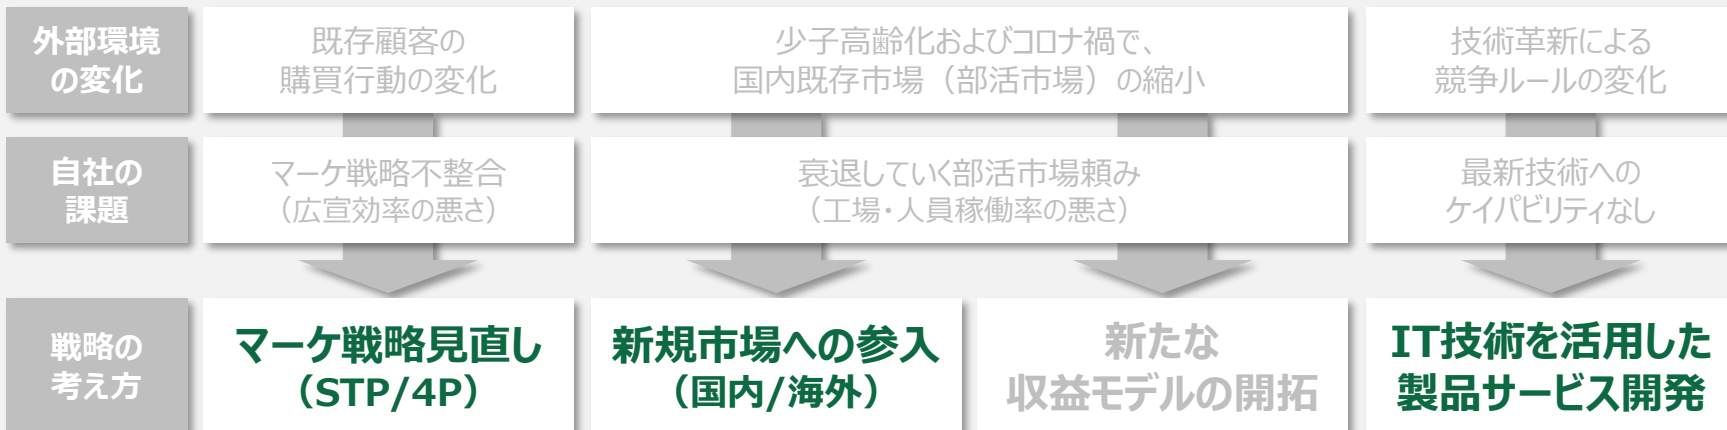 外部環境
の変化
既存顧客の
購買行動の変化
少子高齢化およびコロナ禍で、
国内既存市場（部活市場）の縮小
技術革新による
競争ルールの変化
自社の
課題
マーケ戦略不整合
（広宣効率の悪さ）
衰退していく部活市場頼み
（工場・人員稼働率の悪さ）
最新技術への
ケイパビリティなし
戦略の
考え方
マーケ戦略見直し
（STP/4P）
新規市場への参入
（国内/海外）
新たな
収益モデルの開拓
IT技術を活用した
製品サービス開発